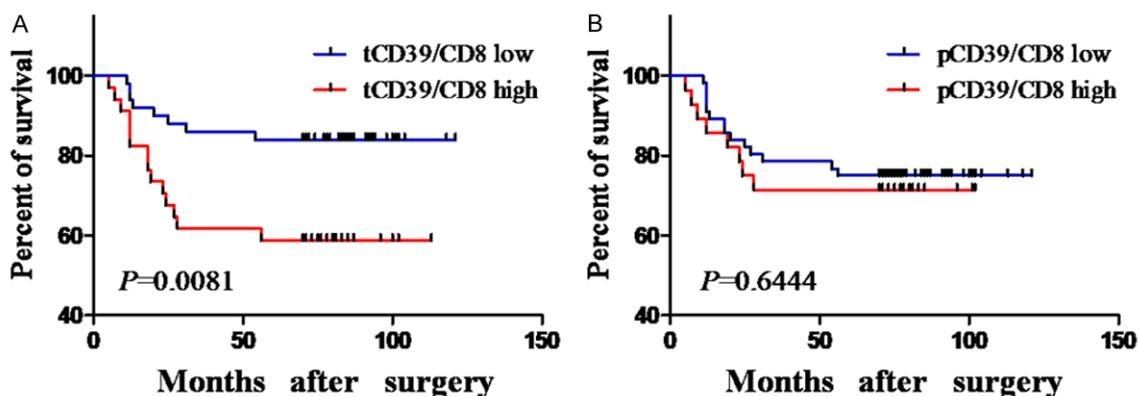 A
Percent of survival
100
80
60
40
tCD39/CD8 low
tCD39/CD8 high
P=0.0081
0 50 100 150
Months after surgery
B
Percent of survival
100
80
60
40
pCD39/CD8 low
pCD39/CD8 high
P=0.6444
0 50 100 150
Months after surgery